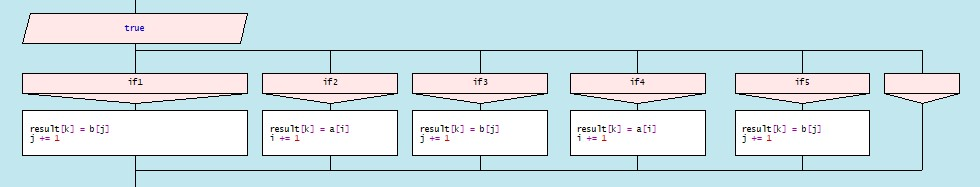 true
if1
if2
if3
if4
if5
result[k] = b[j]
j += 1
result[k] = a[i]
i += 1
result[k] = b[j]
j += 1
result[k] = a[i]
i += 1
result[k] = b[j]
j += 1